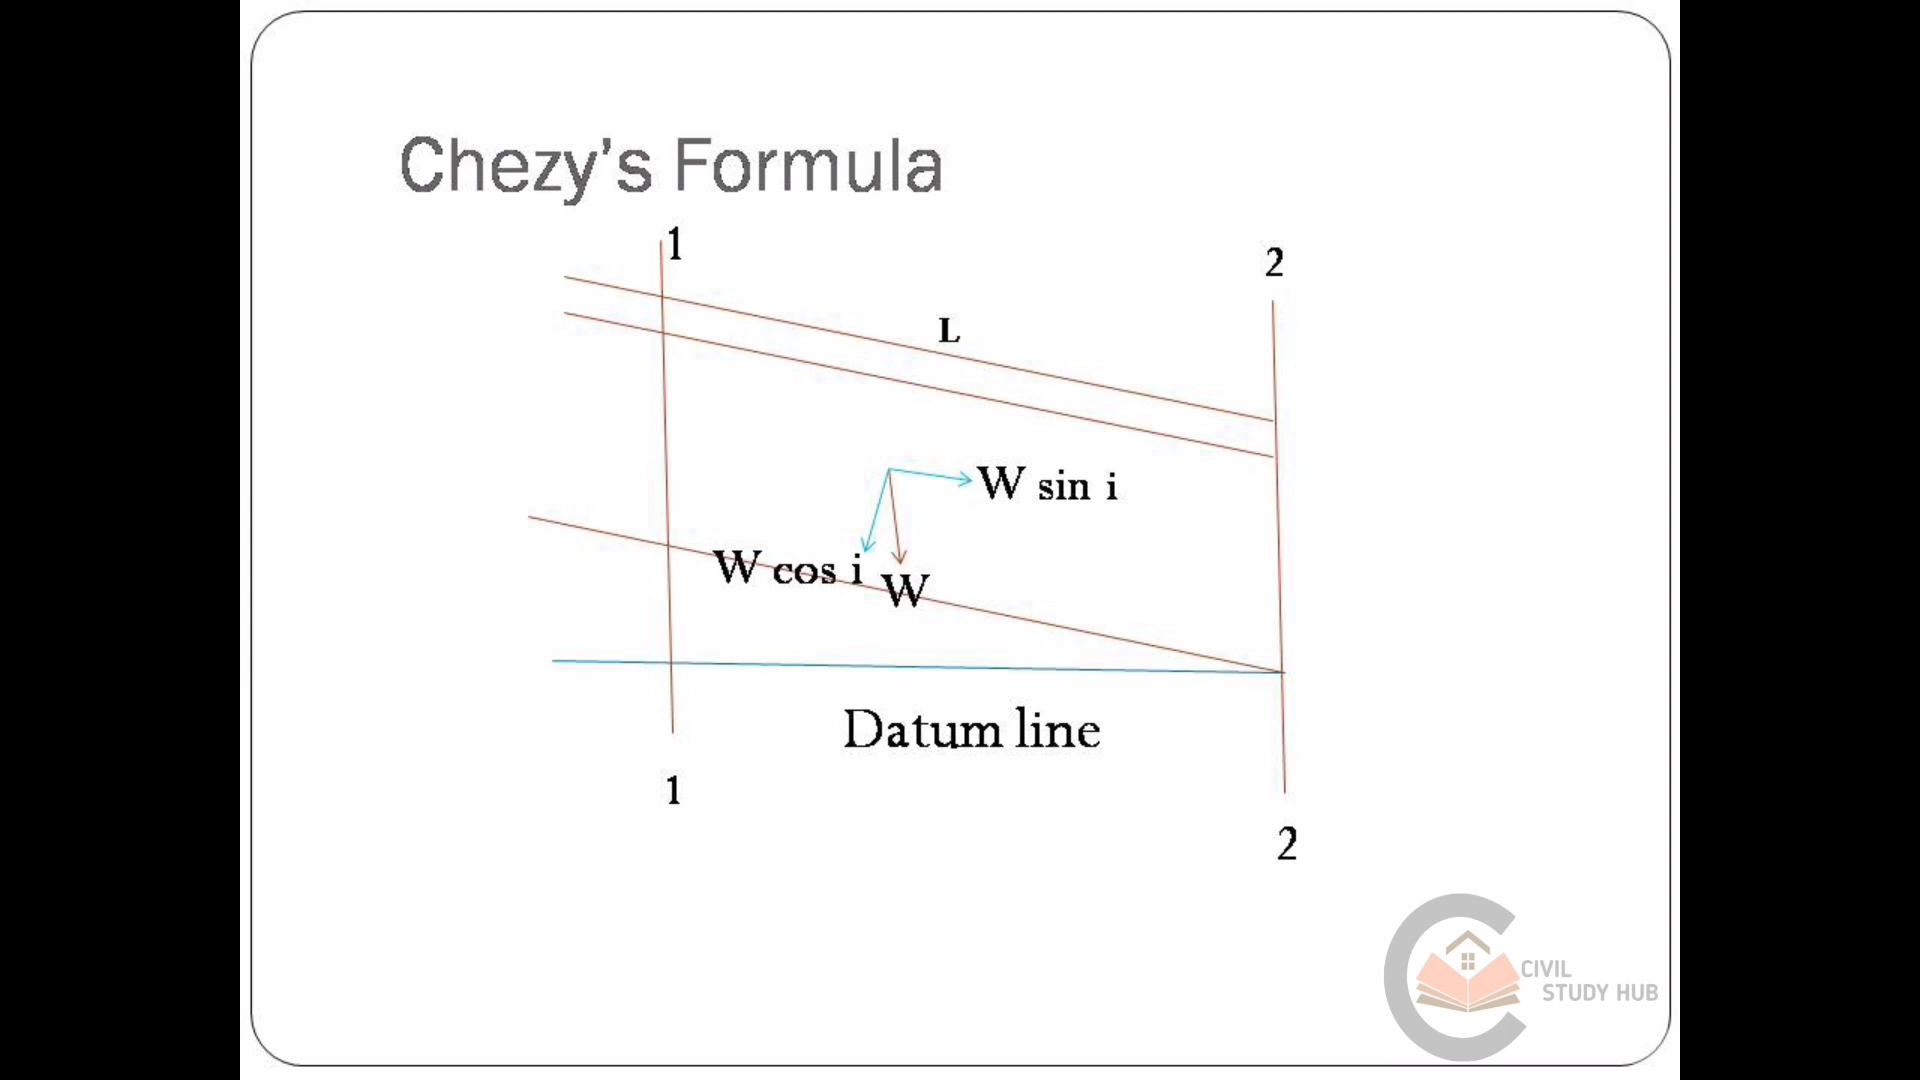 Chezy's Formula
1
2
L
W sin i
W cos i
W
Datum line
1
2
CIVIL
STUDY HUB